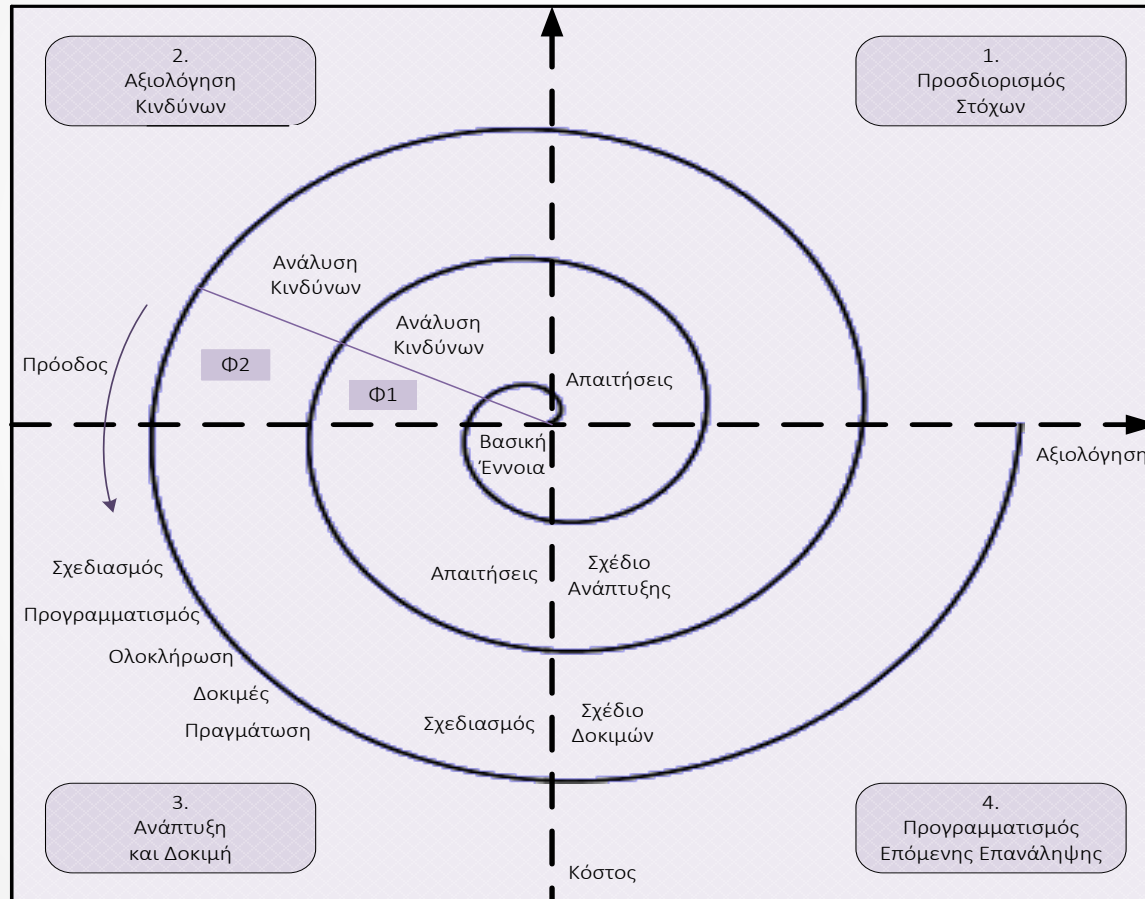 2.
Αξιολόγηση
Κινδύνων
1.
Προσδιορισμός
Στόχων
Ανάλυση
Κινδύνων
Ανάλυση
Κινδύνων
Πρόοδος
Φ2
Φ1
Απαιτήσεις
Βασική
Έννοια
Αξιολόγηση
Σχεδιασμός
Προγραμματισμός
Ολοκλήρωση
Δοκιμές
Πραγμάτωση
Απαιτήσεις
Σχέδιο
Ανάπτυξης
Σχεδιασμός
Σχέδιο
Δοκιμών
3.
Ανάπτυξη
και Δοκιμή
4.
Προγραμματισμός
Επόμενης Επανάληψης
Κόστος